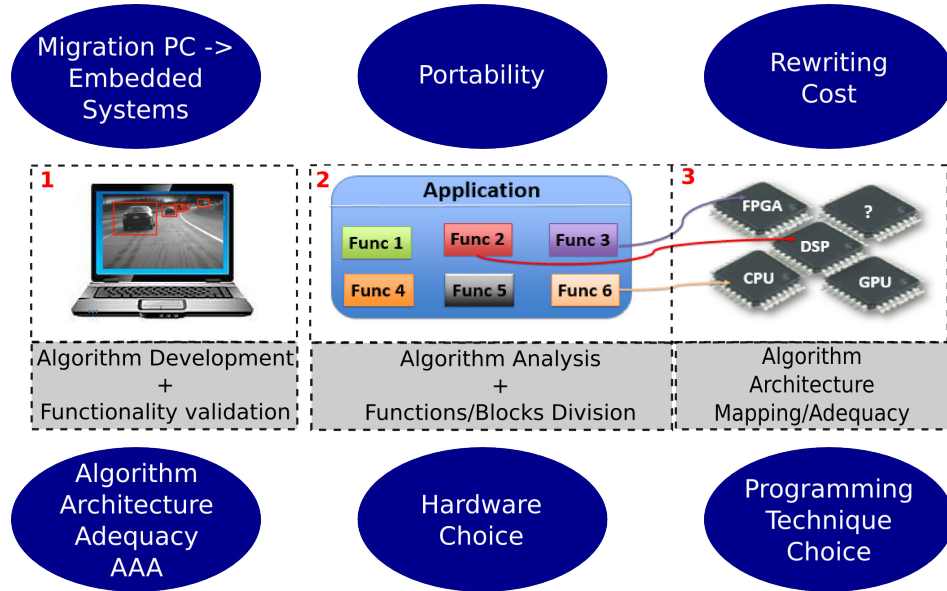 Migration PC ->
Embedded
Systems
Portability
Rewriting
Cost
1
2
Application
Func 1
Func 2
Func 3
Func 4
Func 5
Func 6
3
FPGA
?
DSP
CPU
GPU
Algorithm Development
+
Functionality validation
Algorithm Analysis
+
Functions/Blocks Division
Algorithm
Architecture
Mapping/Adequacy
Algorithm
Architecture
Adequacy
AAA
Hardware
Choice
Programming
Technique
Choice